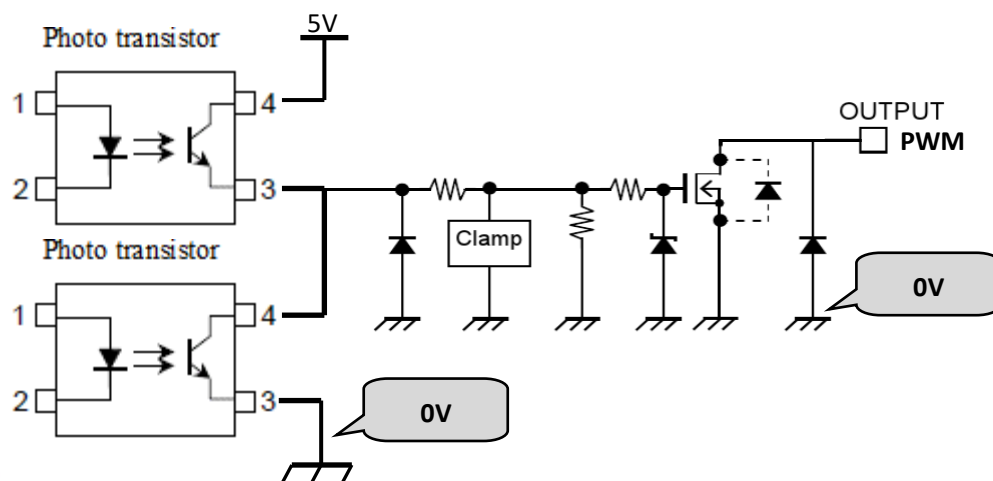 5V
Photo transistor
1
4
2
3
OUTPUT
PWM
Clamp
0V
Photo transistor
1
4
2
3
0V